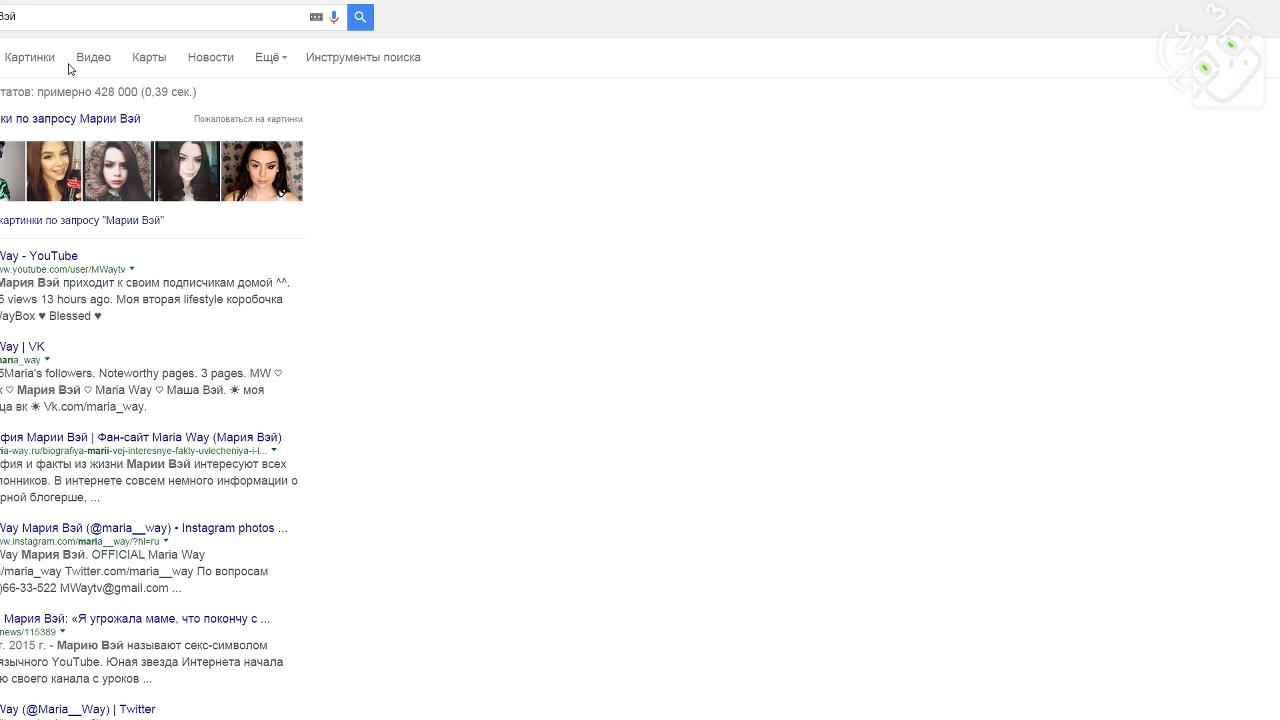 Вэй
Картинки Видео Карты Новости Ещё Инструменты поиска
татов: примерно 428 000 (0,39 сек.)
ки по запросу Марии Вэй Пожаловаться на картинки
картинки по запросу "Марии Вэй"
Way - YouTube
ww.youtube.com/user/MWaytv
Мария Вэй приходит к своим подписчикам домой ^^.
5 views 13 hours ago. Моя вторая lifestyle коробочка
WayBox ♥ Blessed ♥
Way | VK
maria_way
5Maria's followers. Noteworthy pages. 3 pages. MW ♡
к ♡ Мария Вэй ♡ Maria Way ♡ Маша Вэй. ☀ моя
ца вк ☀ Vk.com/maria_way.
фия Марии Вэй | Фан-сайт Maria Way (Мария Вэй)
ria-way.ru/biografiya-marii-vej-interesnye-fakty-uvlecheniya-i-l...
фия и факты из жизни Марии Вэй интересуют всех
лонников. В интернете совсем немного информации о
рной блогерше, ...
Way Мария Вэй (@maria__way) • Instagram photos ...
ww.instagram.com/maria__way/?hl=ru
Way Мария Вэй. OFFICIAL Maria Way
/maria_way Twitter.com/maria__way По вопросам
)66-33-522 MWaytv@gmail.com ...
Мария Вэй: «Я угрожала маме, что покончу с ...
news/115389
г. 2015 г. - Марию Вэй называют секс-символом
язычного YouTube. Юная звезда Интернета начала
ю своего канала с уроков ...
Way (@Maria__Way) | Twitter